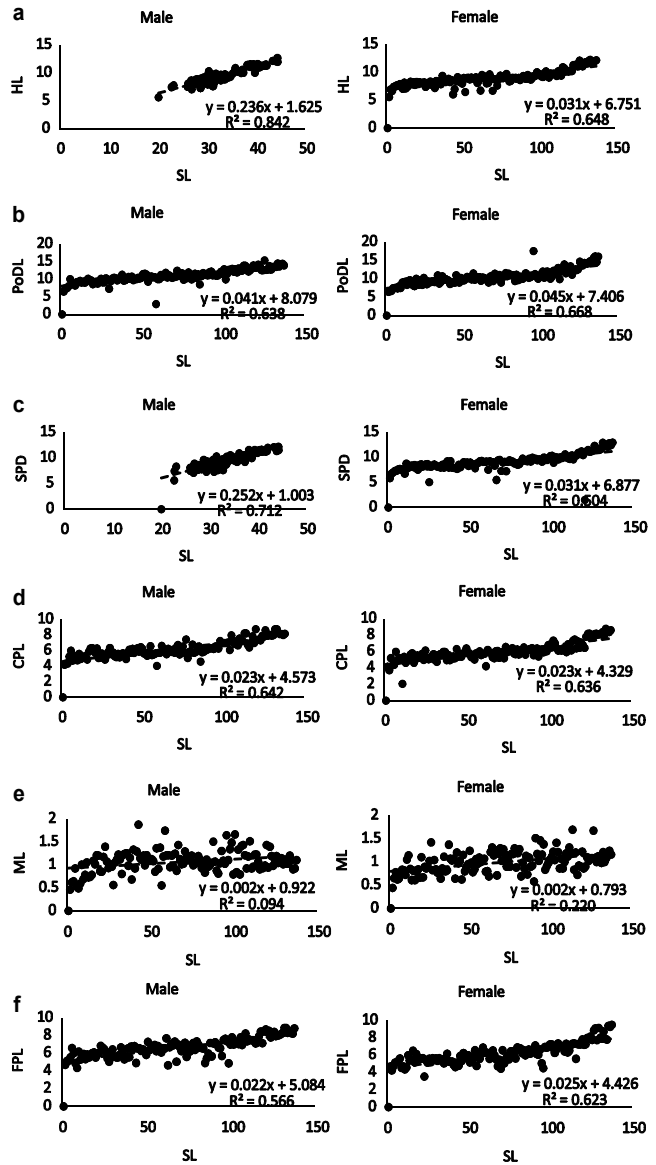 a
Male
Female
15
10
5
0
HL
0 10 20 30 40 50
SL
y = 0.236x + 1.625
R² = 0.842
15
10
5
0
HL
0 50 100 150
SL
y = 0.031x + 6.751
R² = 0.648
b
Male
Female
20
15
10
5
0
PoDL
0 50 100 150
SL
y = 0.041x + 8.079
R² = 0.638
20
15
10
5
0
PoDL
0 50 100 150
SL
y = 0.045x + 7.406
R² = 0.668
c
Male
Female
15
10
5
0
SPD
0 10 20 30 40 50
SL
y = 0.252x + 1.003
R² = 0.712
15
10
5
0
SPD
0 50 100 150
SL
y = 0.031x + 6.877
R² = 0.604
d
Male
Female
10
8
6
4
2
0
CPL
0 50 100 150
SL
y = 0.023x + 4.573
R² = 0.642
10
8
6
4
2
0
CPL
0 50 100 150
SL
y = 0.023x + 4.329
R² = 0.636
e
Male
Female
2
1.5
1
0.5
0
ML
0 50 100 150
SL
y = 0.002x + 0.922
R² = 0.094
2
1.5
1
0.5
0
ML
0 50 100 150
SL
y = 0.002x + 0.793
R² = 0.220
f
Male
Female
10
8
6
4
2
0
FPL
0 50 100 150
SL
y = 0.022x + 5.084
R² = 0.566
10
8
6
4
2
0
FPL
0 50 100 150
SL
y = 0.025x + 4.426
R² = 0.623